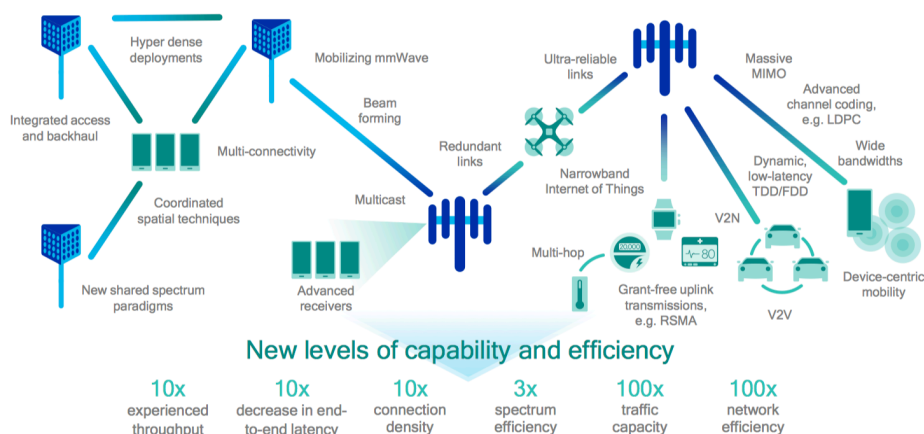 Hyper dense
deployments
Mobilizing mmWave
Ultra-reliable
links
Massive
MIMO
Advanced
channel coding,
e.g. LDPC
Integrated access
and backhaul
Multi-connectivity
Beam
forming
Redundant
links
Wide
bandwidths
Narrowband
Internet of Things
Dynamic,
low-latency
TDD/FDD
Coordinated
spatial techniques
Multicast
V2N
Multi-hop
00000
80
New shared spectrum
paradigms
Advanced
receivers
Grant-free uplink
transmissions,
e.g. RSMA
V2V
Device-centric
mobility
New levels of capability and efficiency
10x
experienced
throughput
10x
decrease in end-
to-end latency
10x
connection
density
3x
spectrum
efficiency
100x
traffic
capacity
100x
network
efficiency